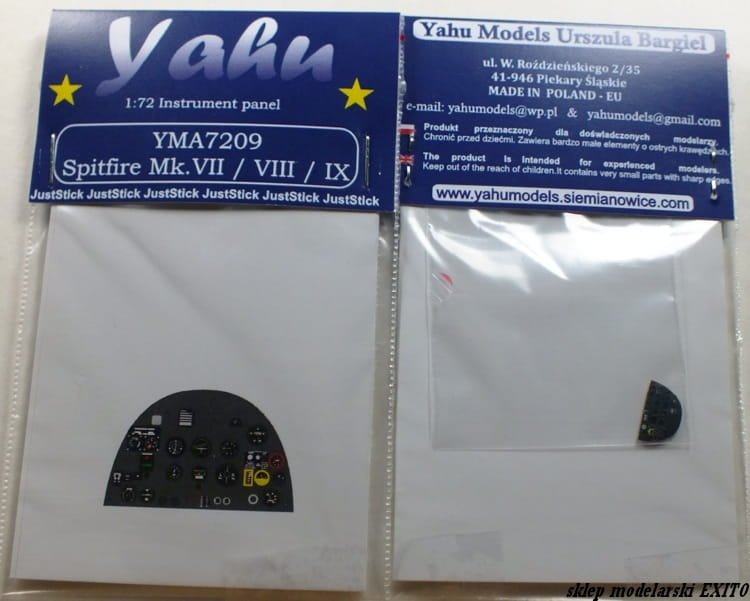 Yahu
1:72 Instrument panel
YMA7209
Spitfire Mk.VII / VIII / IX
JustStick JustStick JustStick JustStick JustStick JustStick
Yahu Models Urszula Bargiel
ul. W. Roździeńskiego 2/35
41-946 Piekary Śląskie
MADE IN POLAND - EU
e-mail: yahumodels@wp.pl & yahumodels@gmail.com
Produkt przeznaczony dla doświadczonych modelarzy.
Chronić przed dziećmi. Zawiera bardzo małe elementy o ostrych krawędziach.
The product is intended for experienced modelers.
Keep out of the reach of children.It contains very small parts with sharp edges.
www.yahumodels.siemianowice.com
sklep modelarski EXITO